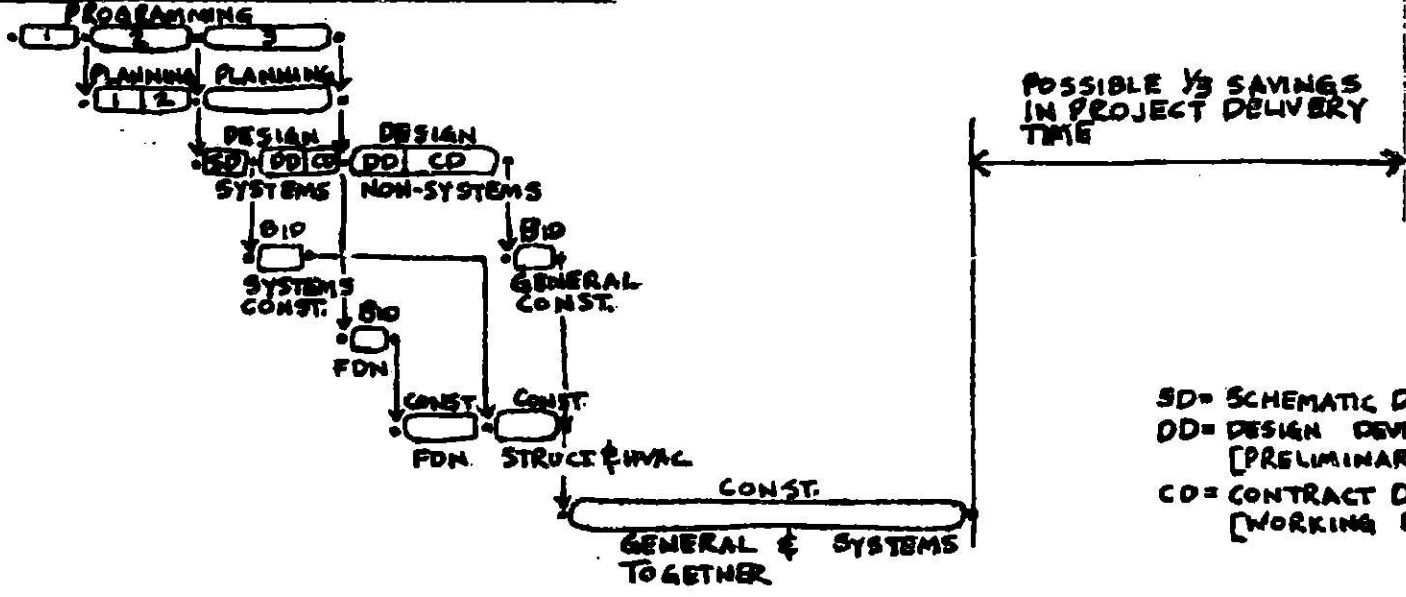 PROGRAMMING
1 2 3
PLANNING PLANNING
1 2
DESIGN DESIGN
SD DD CD DD CD
SYSTEMS NON-SYSTEMS
POSSIBLE 1/3 SAVINGS
IN PROJECT DELIVERY
TIME
BID BID
SYSTEMS
CONST.
GENERAL
CONST.
BID
FDN
CONST. CONST.
FDN. STRUCT & HVAC
CONST.
GENERAL & SYSTEMS
TOGETHER
SD= SCHEMATIC D
DD= DESIGN DEV
[PRELIMINAR
CD= CONTRACT D
[WORKING